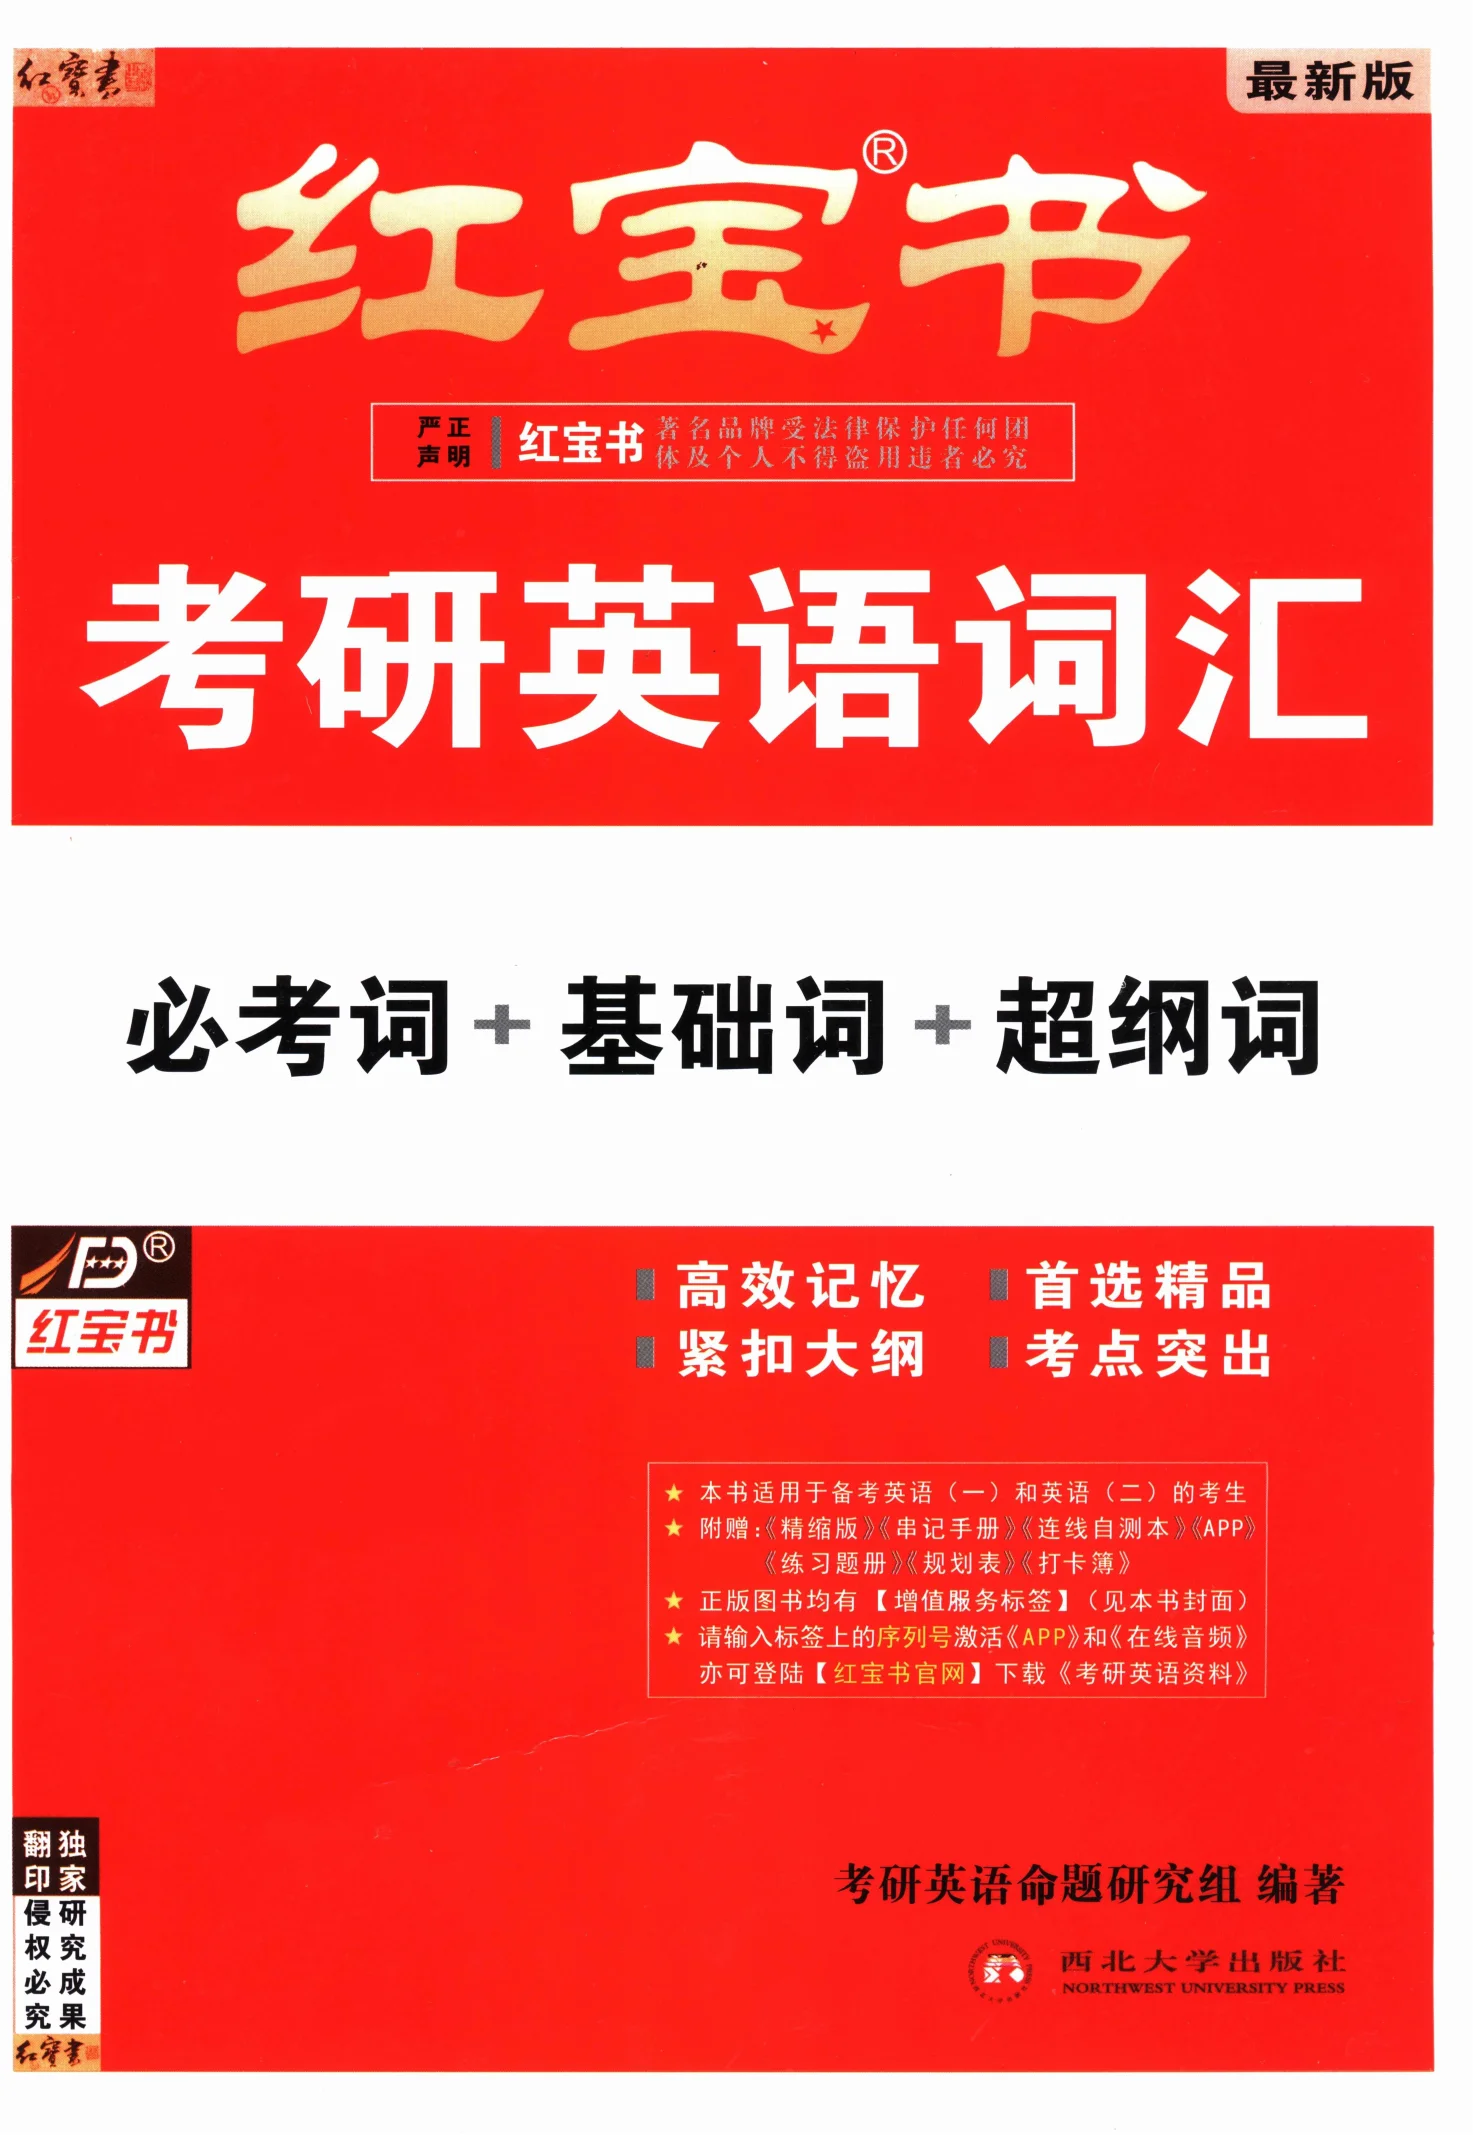 红寶書
最新版
红宝书®
严正
声明
红宝书
著名品牌受法律保护任何团
体及个人不得盗用违者必究
考研英语词汇
必考词+基础词+超纲词
®
红宝书
高效记忆 首选精品
紧扣大纲 考点突出
★ 本书适用于备考英语（一）和英语（二）的考生
★ 附赠:《精缩版》《串记手册》《连线自测本》《APP》
《练习题册》《规划表》《打卡簿》
★ 正版图书均有【增值服务标签】（见本书封面）
★ 请输入标签上的序列号激活《APP》和《在线音频》
亦可登陆【红宝书官网】下载《考研英语资料》
独家研究成果
翻印侵权必究
红寶書
考研英语命题研究组 编著
西北大学出版社
NORTHWEST UNIVERSITY PRESS